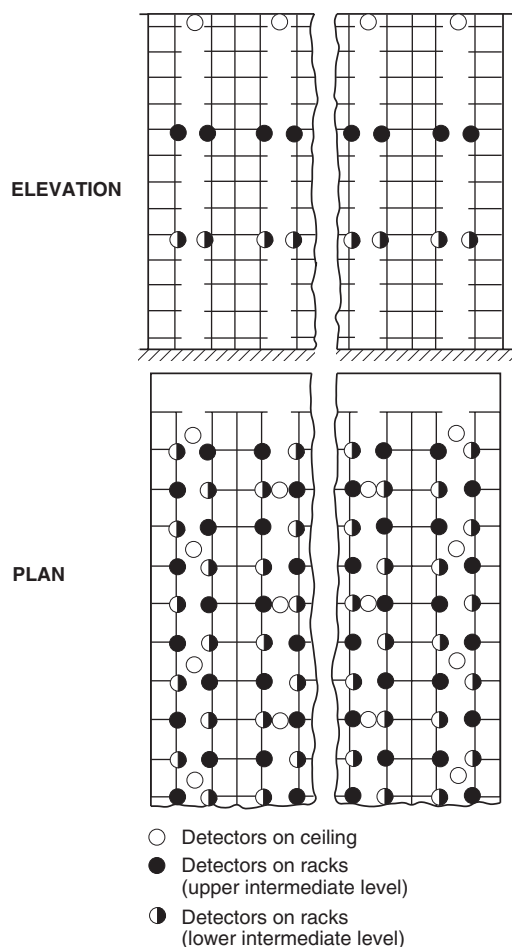 ELEVATION
PLAN
Detectors on ceiling
Detectors on racks
(upper intermediate level)
Detectors on racks
(lower intermediate level)